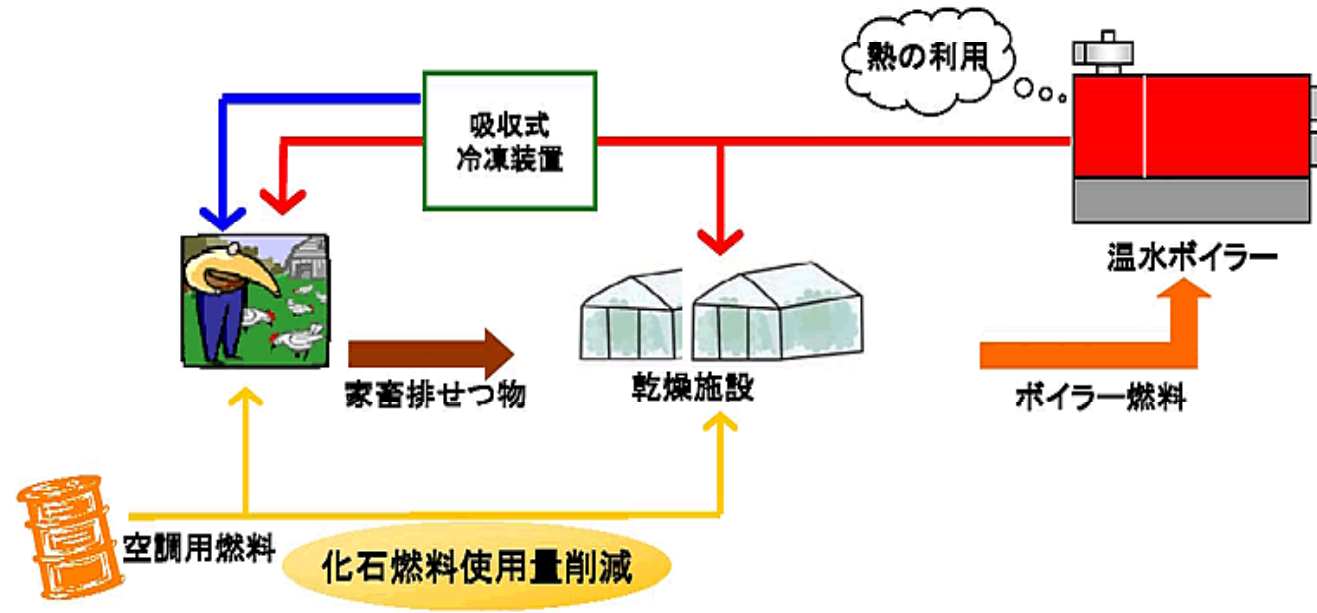 熱の利用
吸収式
冷凍装置
温水ボイラー
家畜排せつ物
乾燥施設
ボイラー燃料
空調用燃料
化石燃料使用量削減